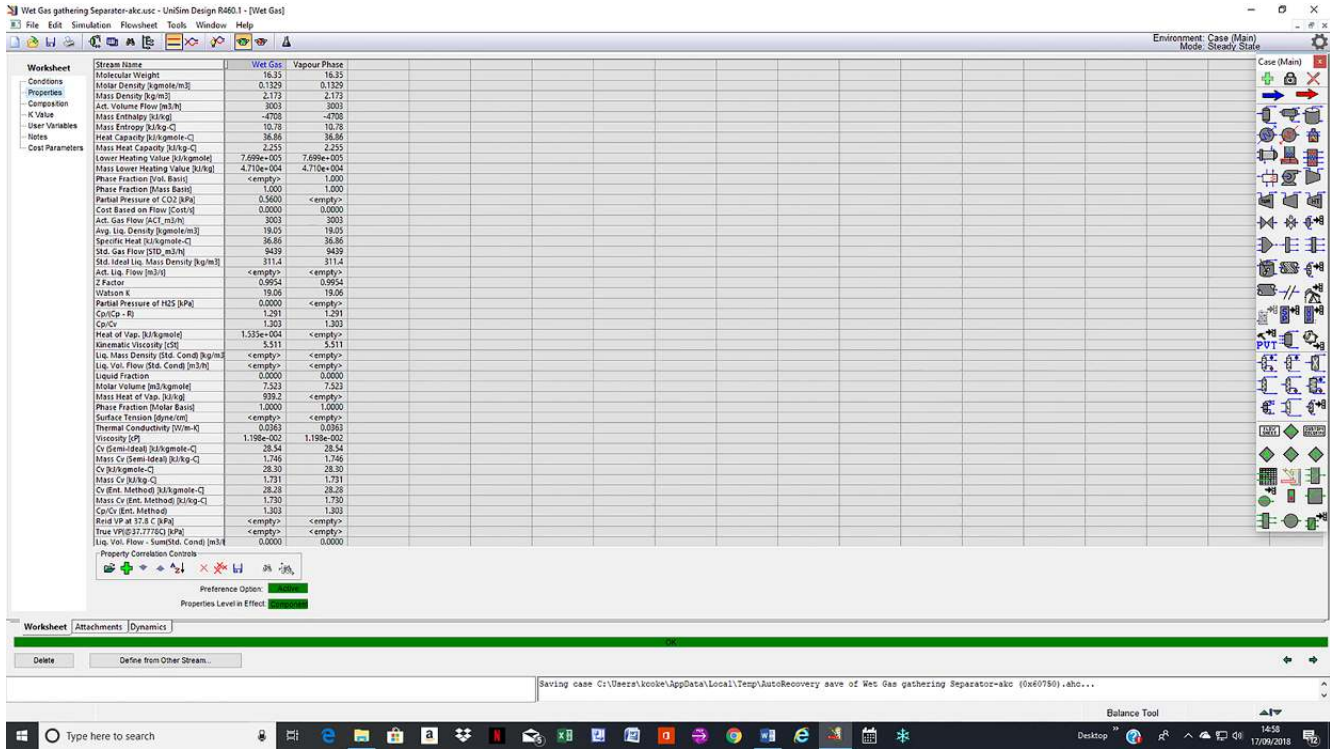 Wet Gas gathering Separator-akc.usc - UniSim Design R460.1 - [Wet Gas]
File Edit Simulation Flowsheet Tools Window Help
Environment: Case (Main)
Mode: Steady State
Worksheet
Conditions
Properties
Composition
K Value
User Variables
Notes
Cost Parameters
Stream Name Wet Gas Vapour Phase
Molecular Weight 16.35 16.35
Molar Density [kgmole/m3] 0.1329 0.1329
Mass Density [kg/m3] 2.173 2.173
Act. Volume Flow [m3/h] 3003 3003
Mass Enthalpy [kJ/kg] -4708 -4708
Mass Entropy [kJ/kg-C] 10.78 10.78
Heat Capacity [kJ/kgmole-C] 36.86 36.86
Mass Heat Capacity [kJ/kg-C] 2.255 2.255
Lower Heating Value [kJ/kgmole] 7.699e+005 7.699e+005
Mass Lower Heating Value [kJ/kg] 4.710e+004 4.710e+004
Phase Fraction [Vol. Basis] <empty> 1.000
Phase Fraction [Mass Basis] 1.000 1.000
Partial Pressure of CO2 [kPa] 0.5600 <empty>
Cost Based on Flow [Cost/s] 0.0000 0.0000
Act. Gas Flow [ACT_m3/h] 3003 3003
Avg. Liq. Density [kgmole/m3] 19.05 19.05
Specific Heat [kJ/kgmole-C] 36.86 36.86
Std. Gas Flow [STD_m3/h] 9439 9439
Std. Ideal Liq. Mass Density [kg/m3] 311.4 311.4
Act. Liq. Flow [m3/s] <empty> <empty>
Z Factor 0.9954 0.9954
Watson K 19.06 19.06
Partial Pressure of H2S [kPa] 0.0000 <empty>
Cp/(Cp - R) 1.291 1.291
Cp/Cv 1.303 1.303
Heat of Vap. [kJ/kgmole] 1.535e+004 <empty>
Kinematic Viscosity [cSt] 5.511 5.511
Liq. Mass Density (Std. Cond) [kg/m3 <empty> <empty>
Liq. Vol. Flow (Std. Cond) [m3/h] <empty> <empty>
Liquid Fraction 0.0000 0.0000
Molar Volume [m3/kgmole] 7.523 7.523
Mass Heat of Vap. [kJ/kg] 939.2 <empty>
Phase Fraction [Molar Basis] 1.0000 1.0000
Surface Tension [dyne/cm] <empty> <empty>
Thermal Conductivity [W/m-K] 0.0363 0.0363
Viscosity [cP] 1.198e-002 1.198e-002
Cv (Semi-Ideal) [kJ/kgmole-C] 28.54 28.54
Mass Cv (Semi-Ideal) [kJ/kg-C] 1.746 1.746
Cv [kJ/kgmole-C] 28.30 28.30
Mass Cv [kJ/kg-C] 1.731 1.731
Cv (Ent. Method) [kJ/kgmole-C] 28.28 28.28
Mass Cv (Ent. Method) [kJ/kg-C] 1.730 1.730
Cp/Cv (Ent. Method) 1.303 1.303
Reid VP at 37.8 C [kPa] <empty> <empty>
True VP(@37.7778C) [kPa] <empty> <empty>
Liq. Vol. Flow - Sum(Std. Cond) [m3/h 0.0000 0.0000
Property Correlation Controls
Preference Option: Active
Properties Level in Effect: Component
Worksheet Attachments Dynamics
OK
Delete Define from Other Stream...
Saving case C:\Users\kcoke\AppData\Local\Temp\AutoRecovery save of Wet Gas gathering Separator-akc (0x60750).ahc...
Balance Tool
Case (Main)
PVT
Type here to search
Desktop
14:58
17/09/2018